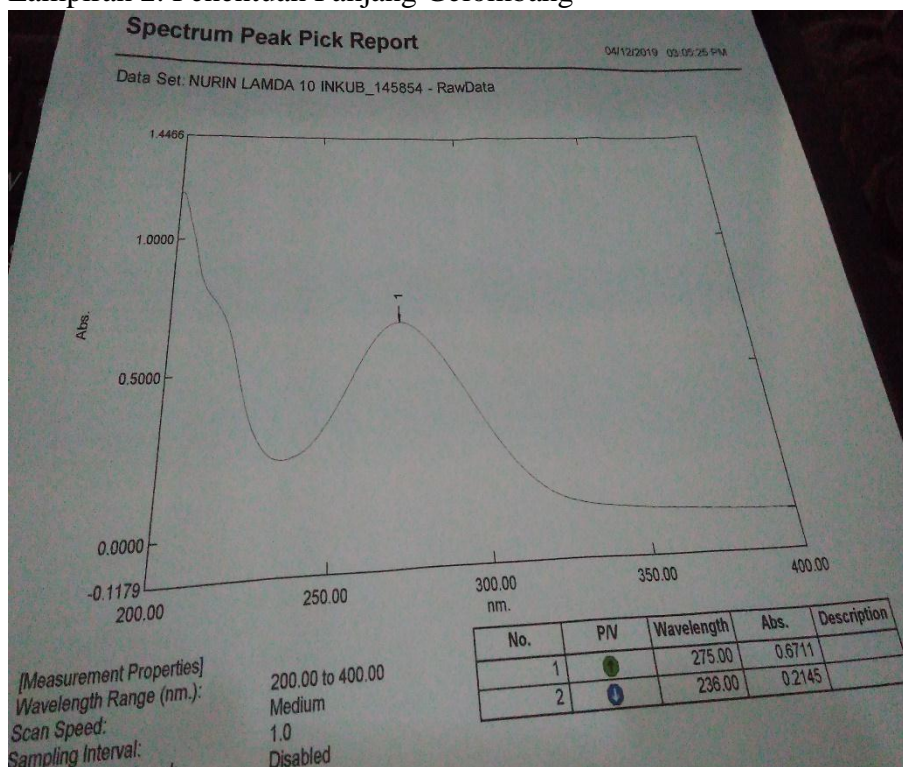 Spectrum Peak Pick Report
04/12/2019 03:05:25 PM
Data Set: NURIN LAMDA 10 INKUB_145854 - RawData
1.4466
1.0000
0.5000
0.0000
-0.1179
Abs.
1
200.00
250.00
300.00
350.00
400.00
nm.
No. P/V Wavelength Abs. Description
1 275.00 0.6711
2 236.00 0.2145
[Measurement Properties]
Wavelength Range (nm.): 200.00 to 400.00
Scan Speed: Medium
Sampling Interval: 1.0
Disabled